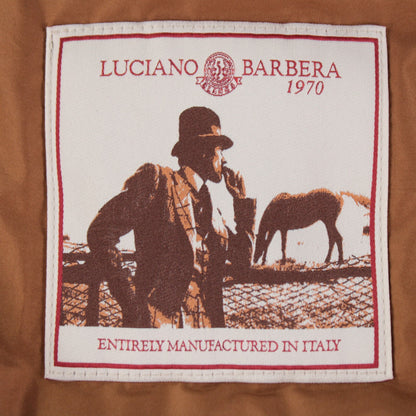 LUCIANO BARBERA
1970
ENTIRELY MANUFACTURED IN ITALY